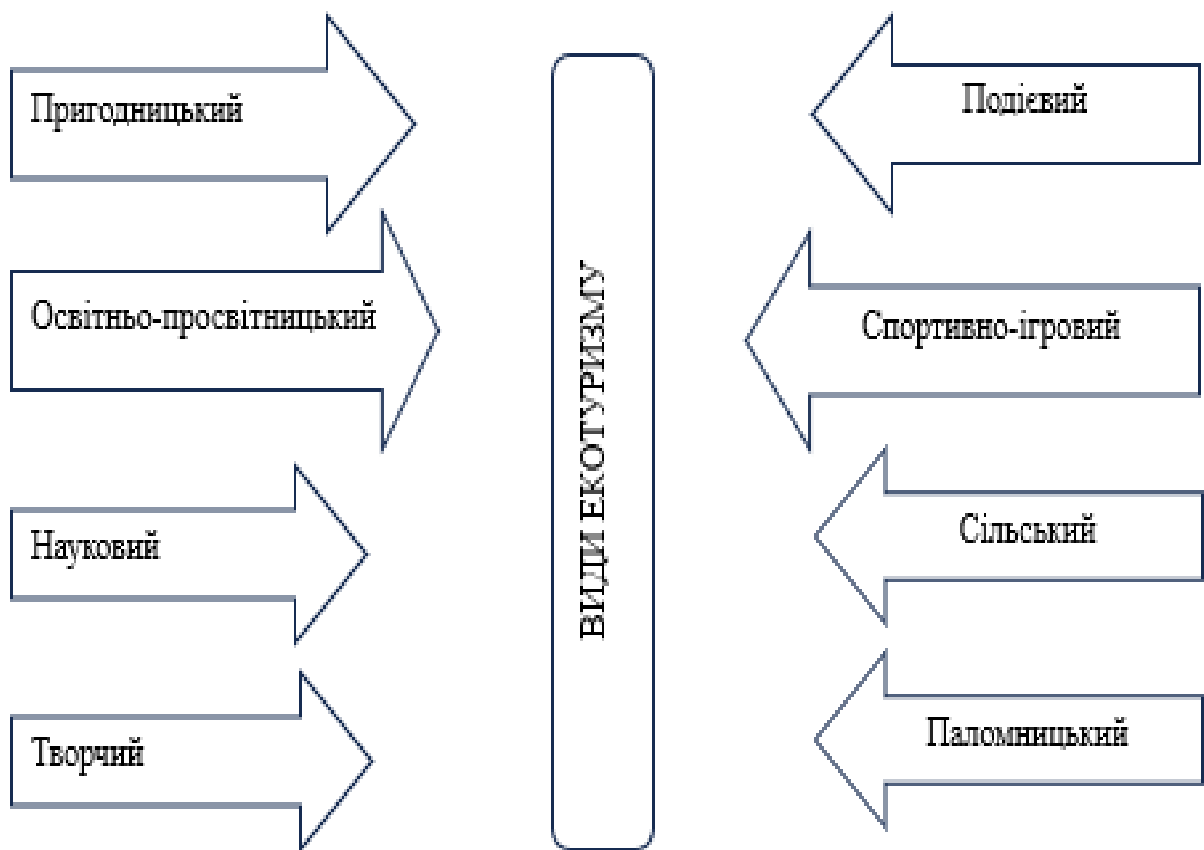 Пригодницький
Освітньо-просвітницький
Науковий
Творчий
ВИДИ ЕКОТУРИЗМУ
Подієвий
Спортивно-ігровий
Сільський
Паломницький